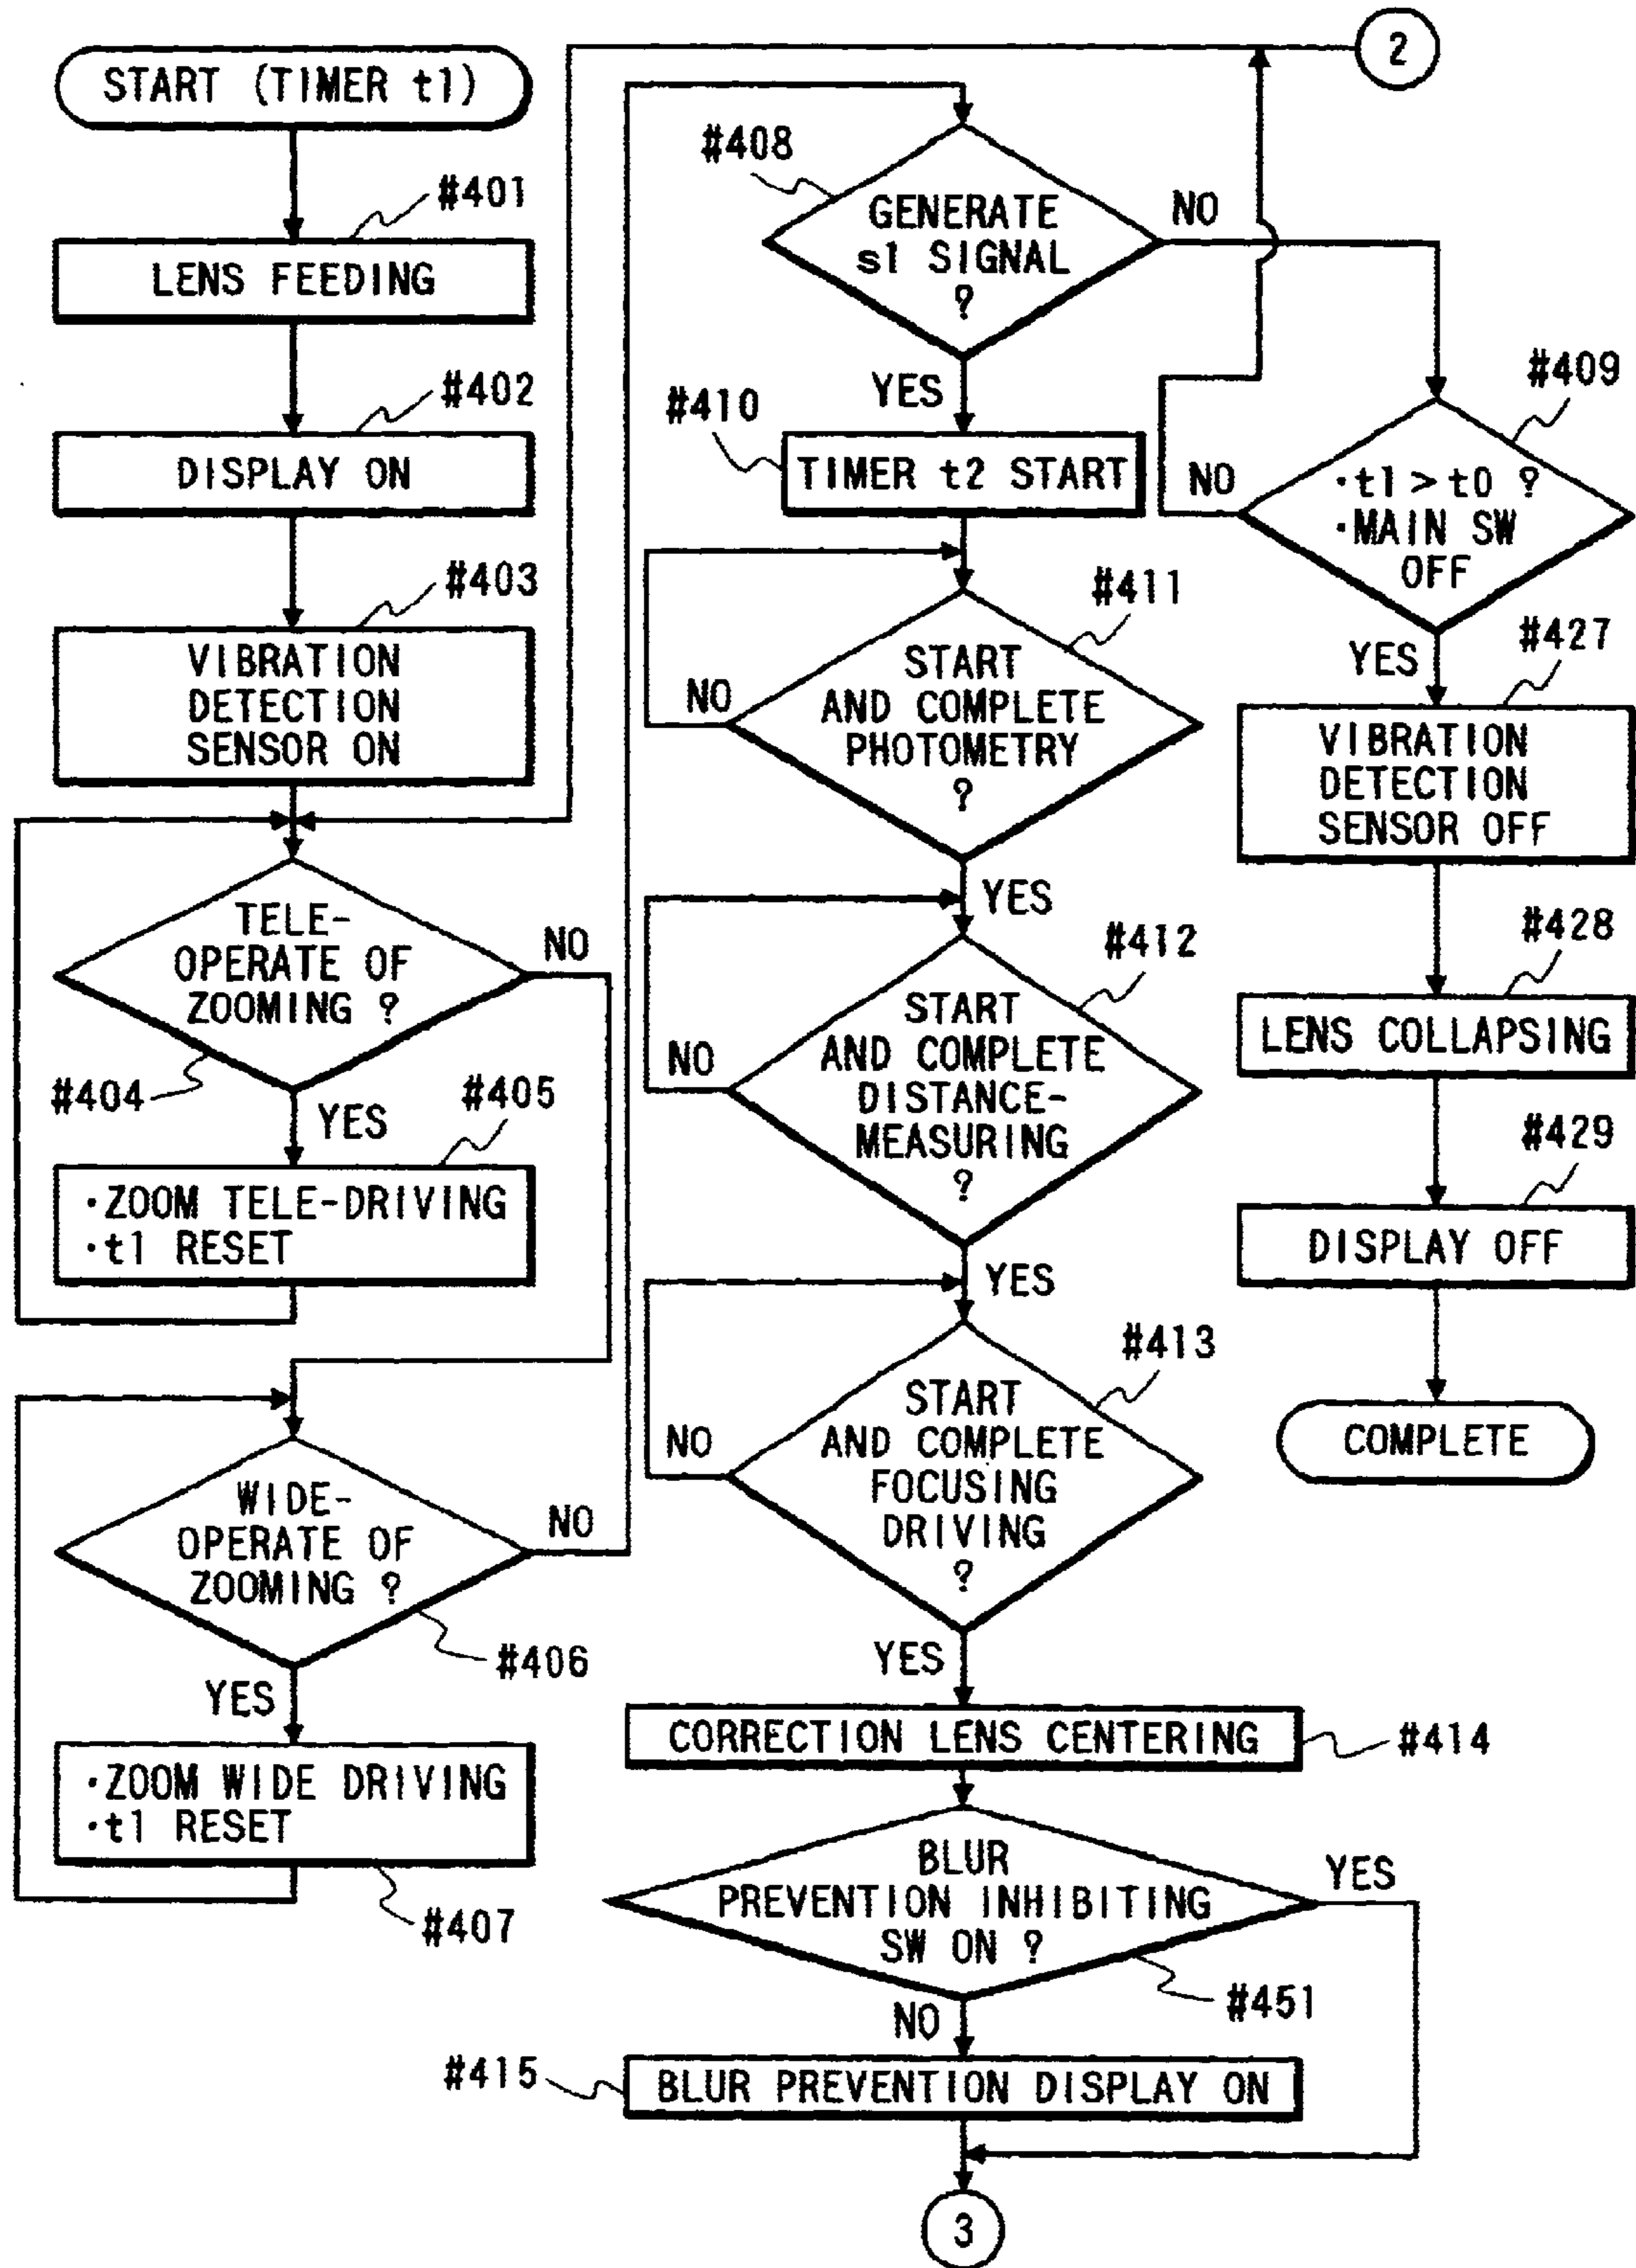 START (TIMER t1)
#401
LENS FEEDING
#402
DISPLAY ON
#403
VIBRATION
DETECTION
SENSOR ON
TELE-
OPERATE OF
ZOOMING ?
NO
#404
YES
#405
·ZOOM TELE-DRIVING
·t1 RESET
WIDE-
OPERATE OF
ZOOMING ?
NO
#406
YES
·ZOOM WIDE DRIVING
·t1 RESET
#407
2
#408
GENERATE
s1 SIGNAL
?
NO
YES
#410
TIMER t2 START
#411
START
AND COMPLETE
PHOTOMETRY
?
NO
YES
#412
START
AND COMPLETE
DISTANCE-
MEASURING
?
NO
YES
#413
START
AND COMPLETE
FOCUSING
DRIVING
?
NO
YES
CORRECTION LENS CENTERING
#414
BLUR
PREVENTION INHIBITING
SW ON ?
YES
#451
NO
#415
BLUR PREVENTION DISPLAY ON
3
#409
NO
·t1 > t0 ?
·MAIN SW
OFF
YES
#427
VIBRATION
DETECTION
SENSOR OFF
#428
LENS COLLAPSING
#429
DISPLAY OFF
COMPLETE